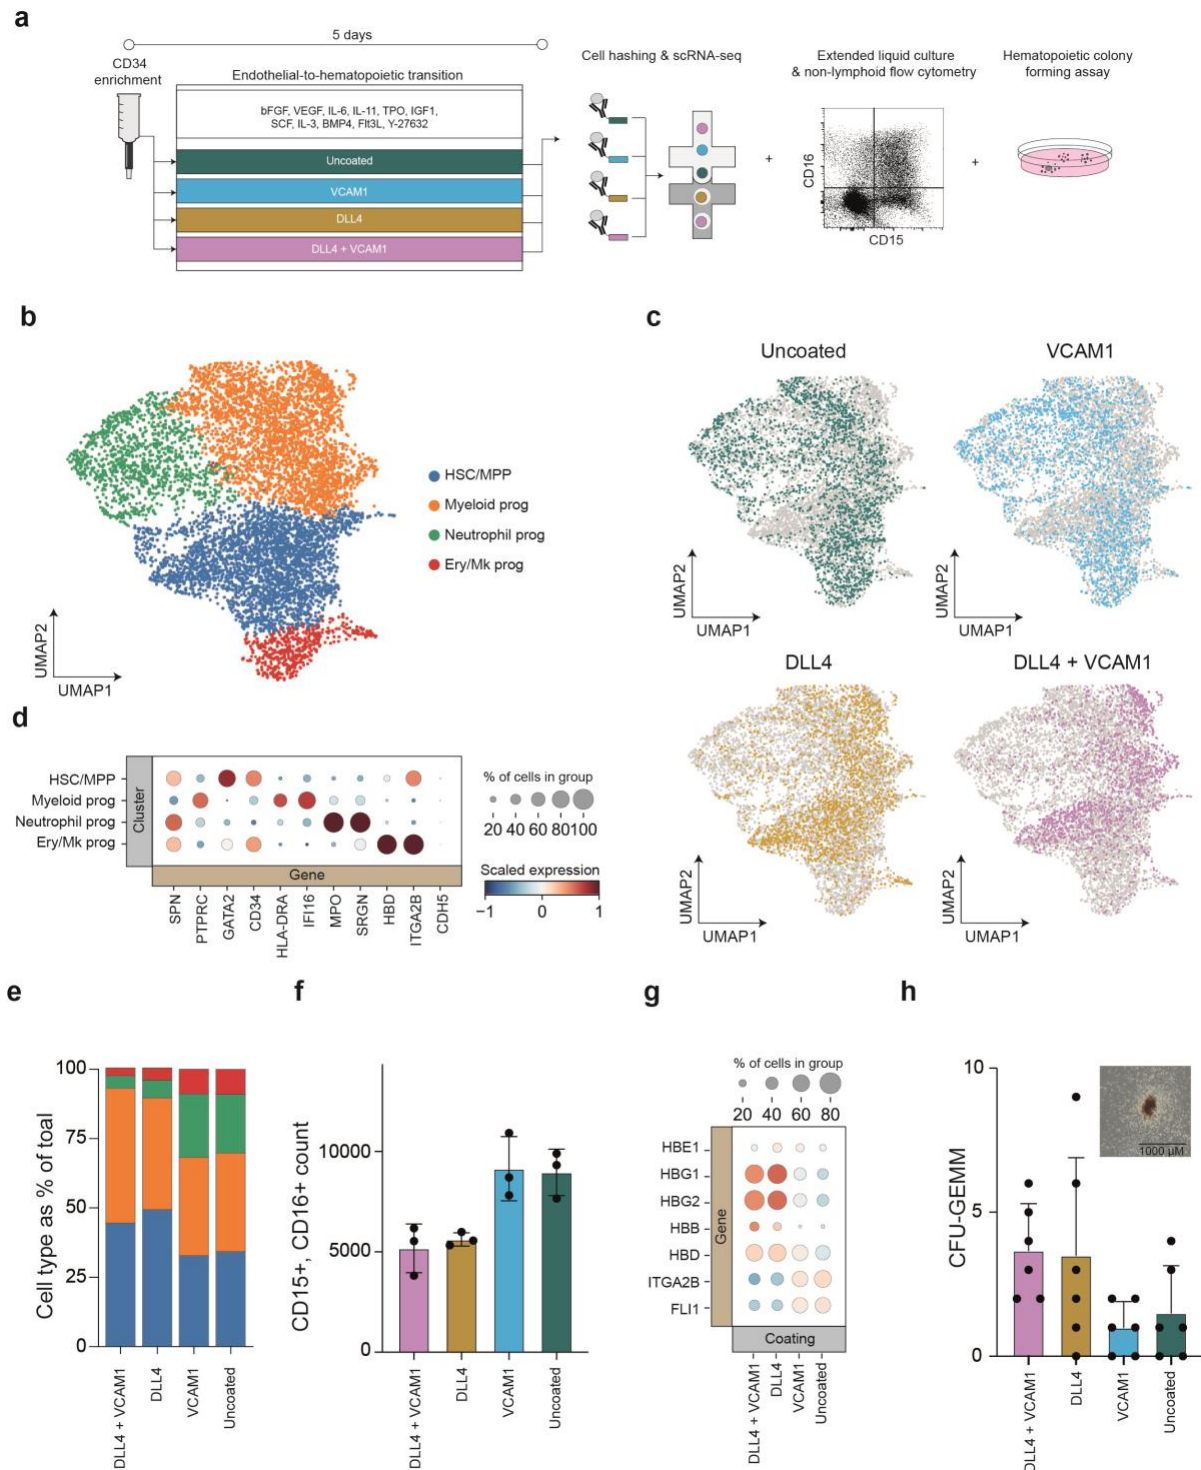 a
5 days
CD34
enrichment
Endothelial-to-hematopoietic transition
bFGF, VEGF, IL-6, IL-11, TPO, IGF1,
SCF, IL-3, BMP4, Flt3L, Y-27632
Uncoated
VCAM1
DLL4
DLL4 + VCAM1
Cell hashing & scRNA-seq
+
Extended liquid culture
& non-lymphoid flow cytometry
CD16
CD15
+
Hematopoietic colony
forming assay
b
HSC/MPP
Myeloid prog
Neutrophil prog
Ery/Mk prog
UMAP2
UMAP1
c
Uncoated
VCAM1
UMAP2
UMAP1
UMAP2
UMAP1
DLL4
DLL4 + VCAM1
UMAP2
UMAP1
UMAP2
UMAP1
d
HSC/MPP
Myeloid prog
Neutrophil prog
Ery/Mk prog
Cluster
Gene
SPN
PTPRC
GATA2
CD34
HLA-DRA
IFI16
MPO
SRGN
HBD
ITGA2B
CDH5
% of cells in group
20 40 60 80 100
Scaled expression
−1 0 1
e
Cell type as % of toal
100
75
50
25
0
DLL4 + VCAM1
DLL4
VCAM1
Uncoated
f
CD15+, CD16+ count
10000
5000
0
DLL4 + VCAM1
DLL4
VCAM1
Uncoated
g
% of cells in group
20 40 60 80
Gene
HBE1
HBG1
HBG2
HBB
HBD
ITGA2B
FLI1
Coating
DLL4 + VCAM1
DLL4
VCAM1
Uncoated
h
CFU-GEMM
10
5
0
1000 µM
DLL4 + VCAM1
DLL4
VCAM1
Uncoated